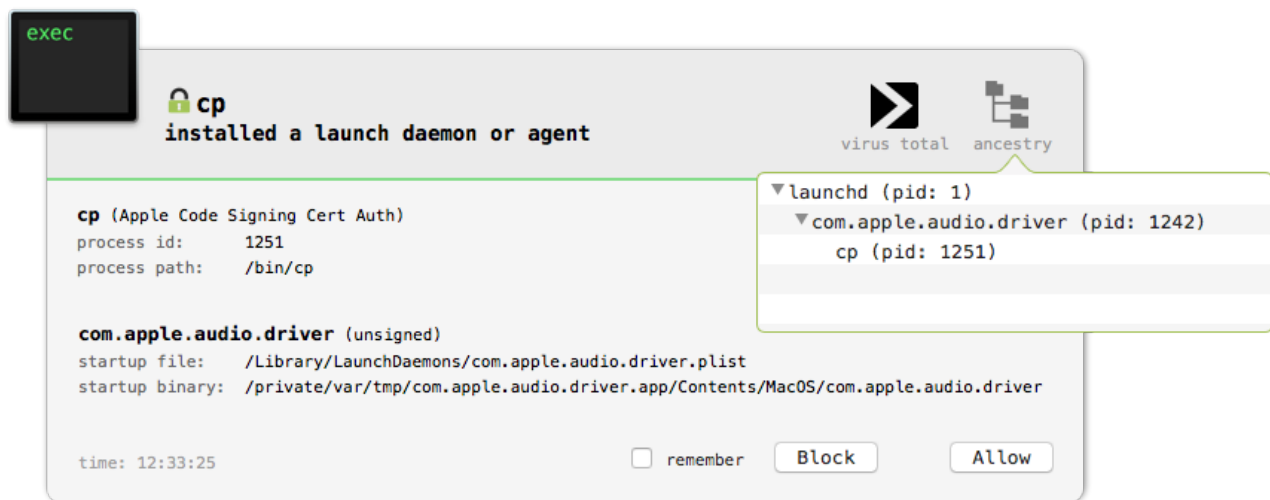 exec
cp
installed a launch daemon or agent
virus total
ancestry
launchd (pid: 1)
com.apple.audio.driver (pid: 1242)
cp (pid: 1251)
cp (Apple Code Signing Cert Auth)
process id: 1251
process path: /bin/cp
com.apple.audio.driver (unsigned)
startup file: /Library/LaunchDaemons/com.apple.audio.driver.plist
startup binary: /private/var/tmp/com.apple.audio.driver.app/Contents/MacOS/com.apple.audio.driver
time: 12:33:25
remember
Block
Allow